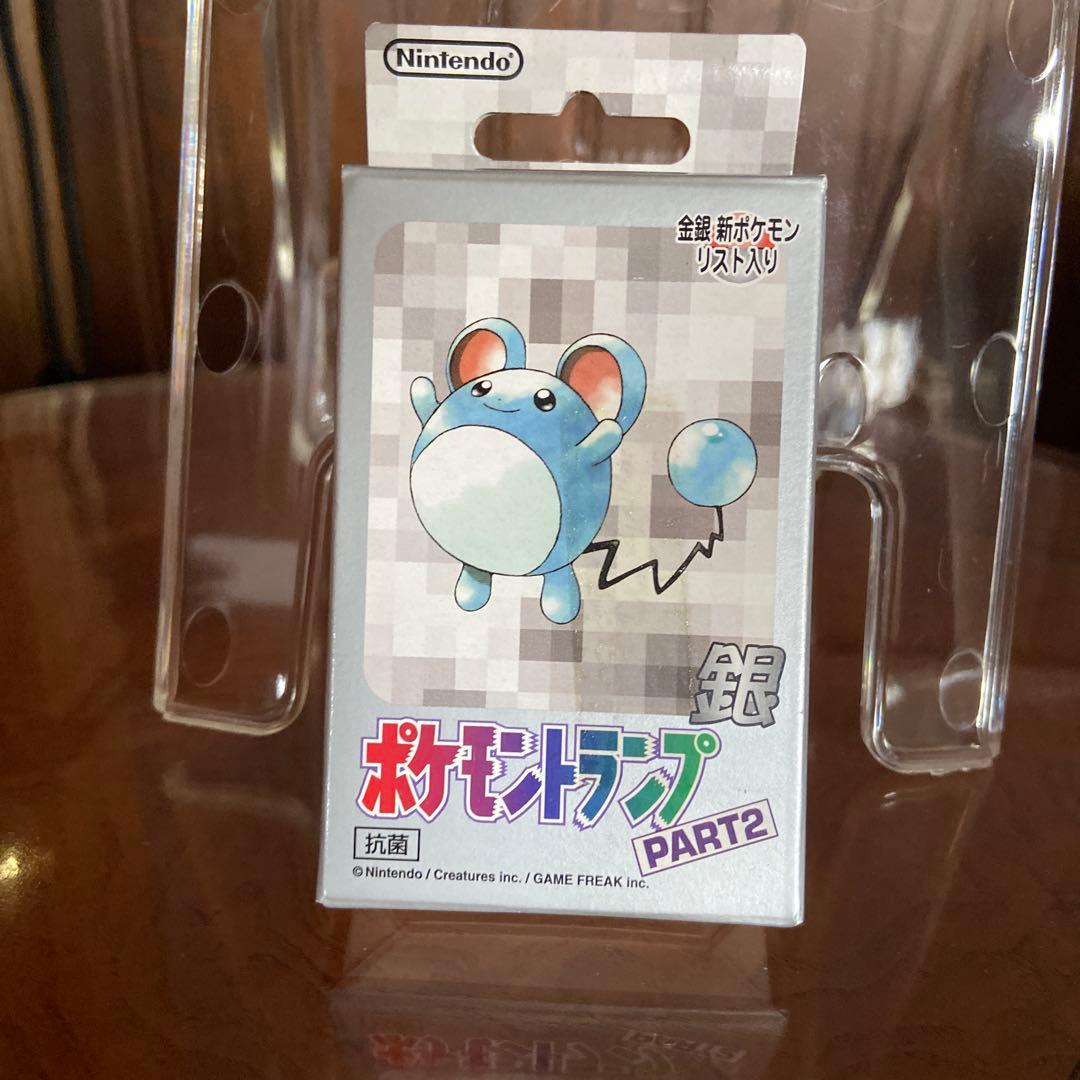 Nintendo®
金銀 新ポケモン
リスト入り
銀
ポケモントランプ
PART2
抗菌
©Nintendo / Creatures inc. / GAME FREAK inc.